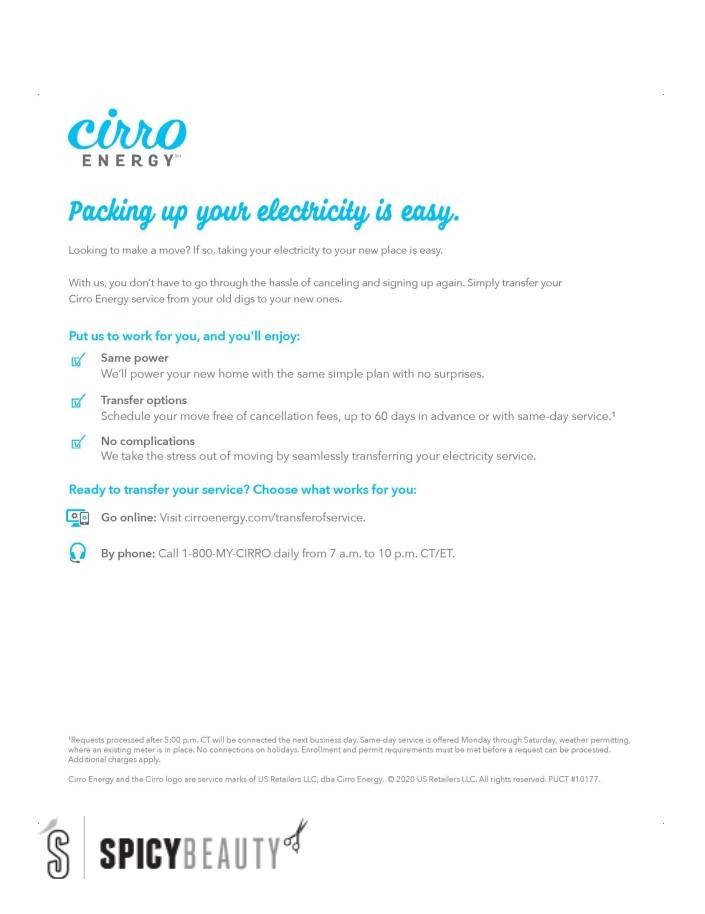 cirro
ENERGY℠
Packing up your electricity is easy.
Looking to make a move? If so, taking your electricity to your new place is easy.
With us, you don't have to go through the hassle of canceling and signing up again. Simply transfer your
Cirro Energy service from your old digs to your new ones.
Put us to work for you, and you'll enjoy:
Same power
We'll power your new home with the same simple plan with no surprises.
Transfer options
Schedule your move free of cancellation fees, up to 60 days in advance or with same-day service.¹
No complications
We take the stress out of moving by seamlessly transferring your electricity service.
Ready to transfer your service? Choose what works for you:
Go online: Visit cirroenergy.com/transferofservice.
By phone: Call 1-800-MY-CIRRO daily from 7 a.m. to 10 p.m. CT/ET.
¹Requests processed after 5:00 p.m. CT will be connected the next business day. Same-day service is offered Monday through Saturday, weather permitting,
where an existing meter is in place. No connections on holidays. Enrollment and permit requirements must be met before a request can be processed.
Additional charges apply.
Cirro Energy and the Cirro logo are service marks of US Retailers LLC, dba Cirro Energy. © 2020 US Retailers LLC. All rights reserved. PUCT #10177.
S SPICYBEAUTY